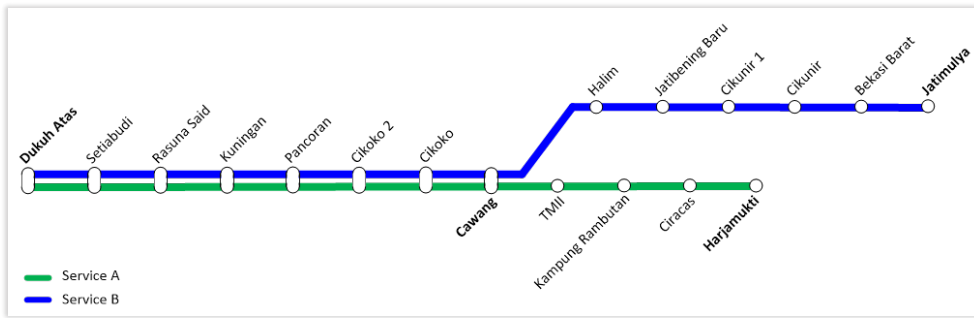 Dukuh Atas
Setiabudi
Rasuna Said
Kuningan
Pancoran
Cikoko 2
Cikoko
Cawang
Halim
Jatibening Baru
Cikunir 1
Cikunir
Bekasi Barat
Jatimulya
TMII
Kampung Rambutan
Ciracas
Harjamukti
Service A
Service B